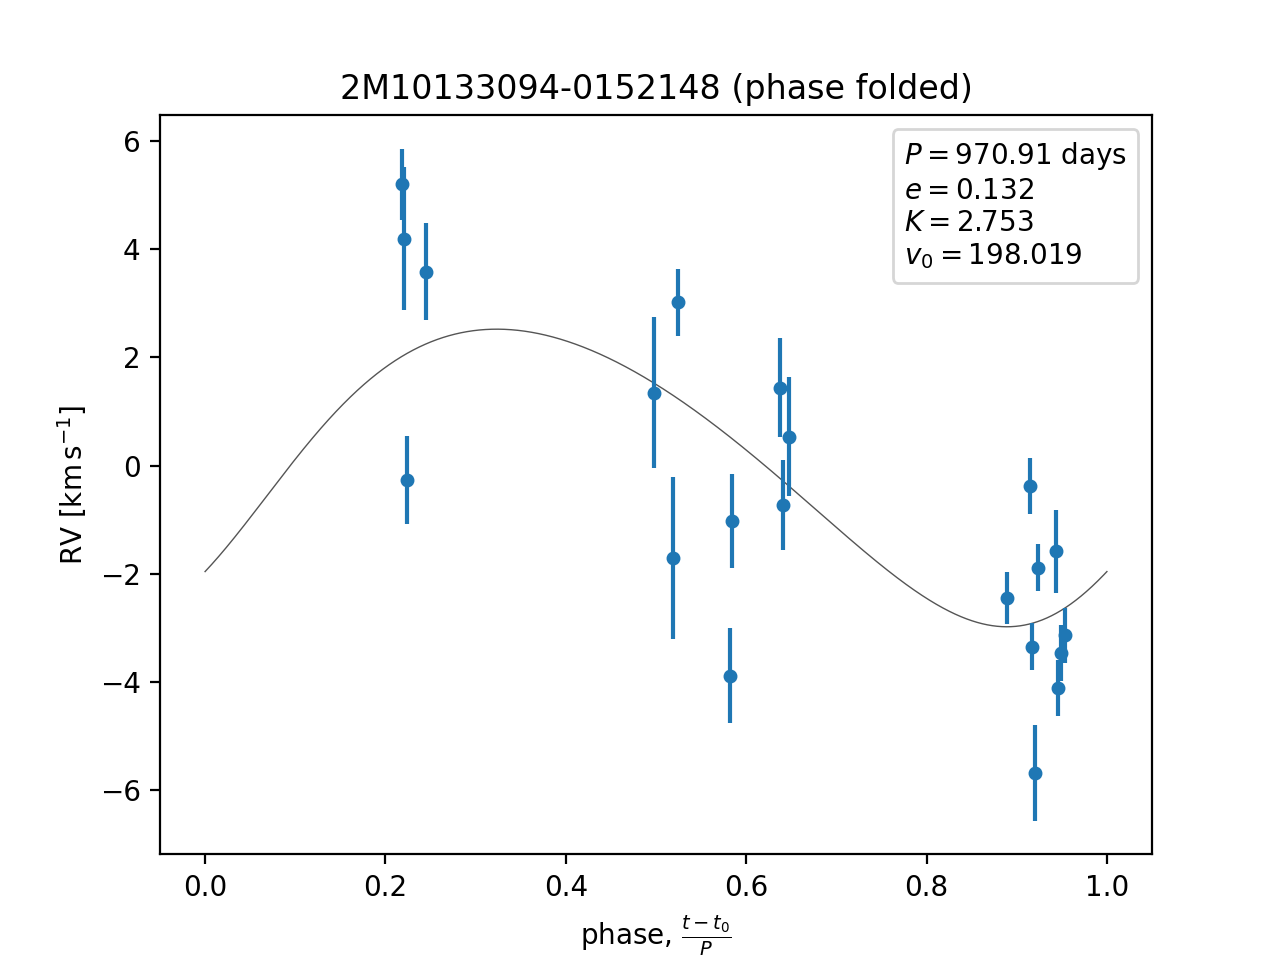 2M10133094-0152148 (phase folded)
P = 970.91 days
e = 0.132
K = 2.753
v₀ = 198.019
RV [km s⁻¹]
6
4
2
0
−2
−4
−6
0.0 0.2 0.4 0.6 0.8 1.0
phase, (t − t₀)/P